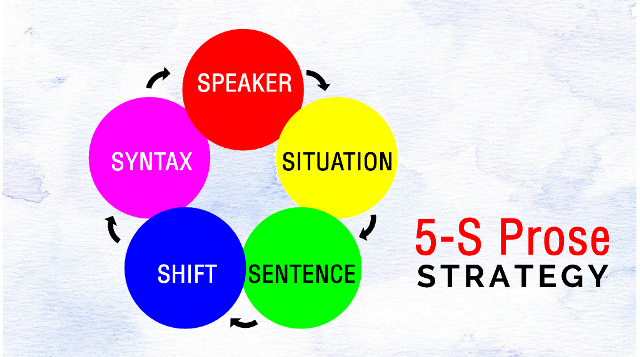 SPEAKER
SITUATION
SENTENCE
SHIFT
SYNTAX
5-S Prose
STRATEGY